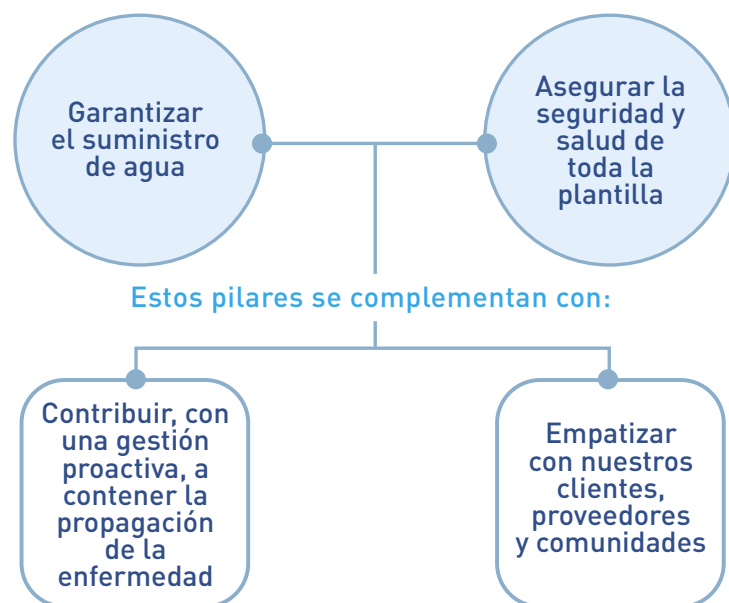 Garantizar
el suministro
de agua
Asegurar la
seguridad y
salud de
toda la
plantilla
Estos pilares se complementan con:
Contribuir, con
una gestión
proactiva, a
contener la
propagación
de la
enfermedad
Empatizar
con nuestros
clientes,
proveedores
y comunidades